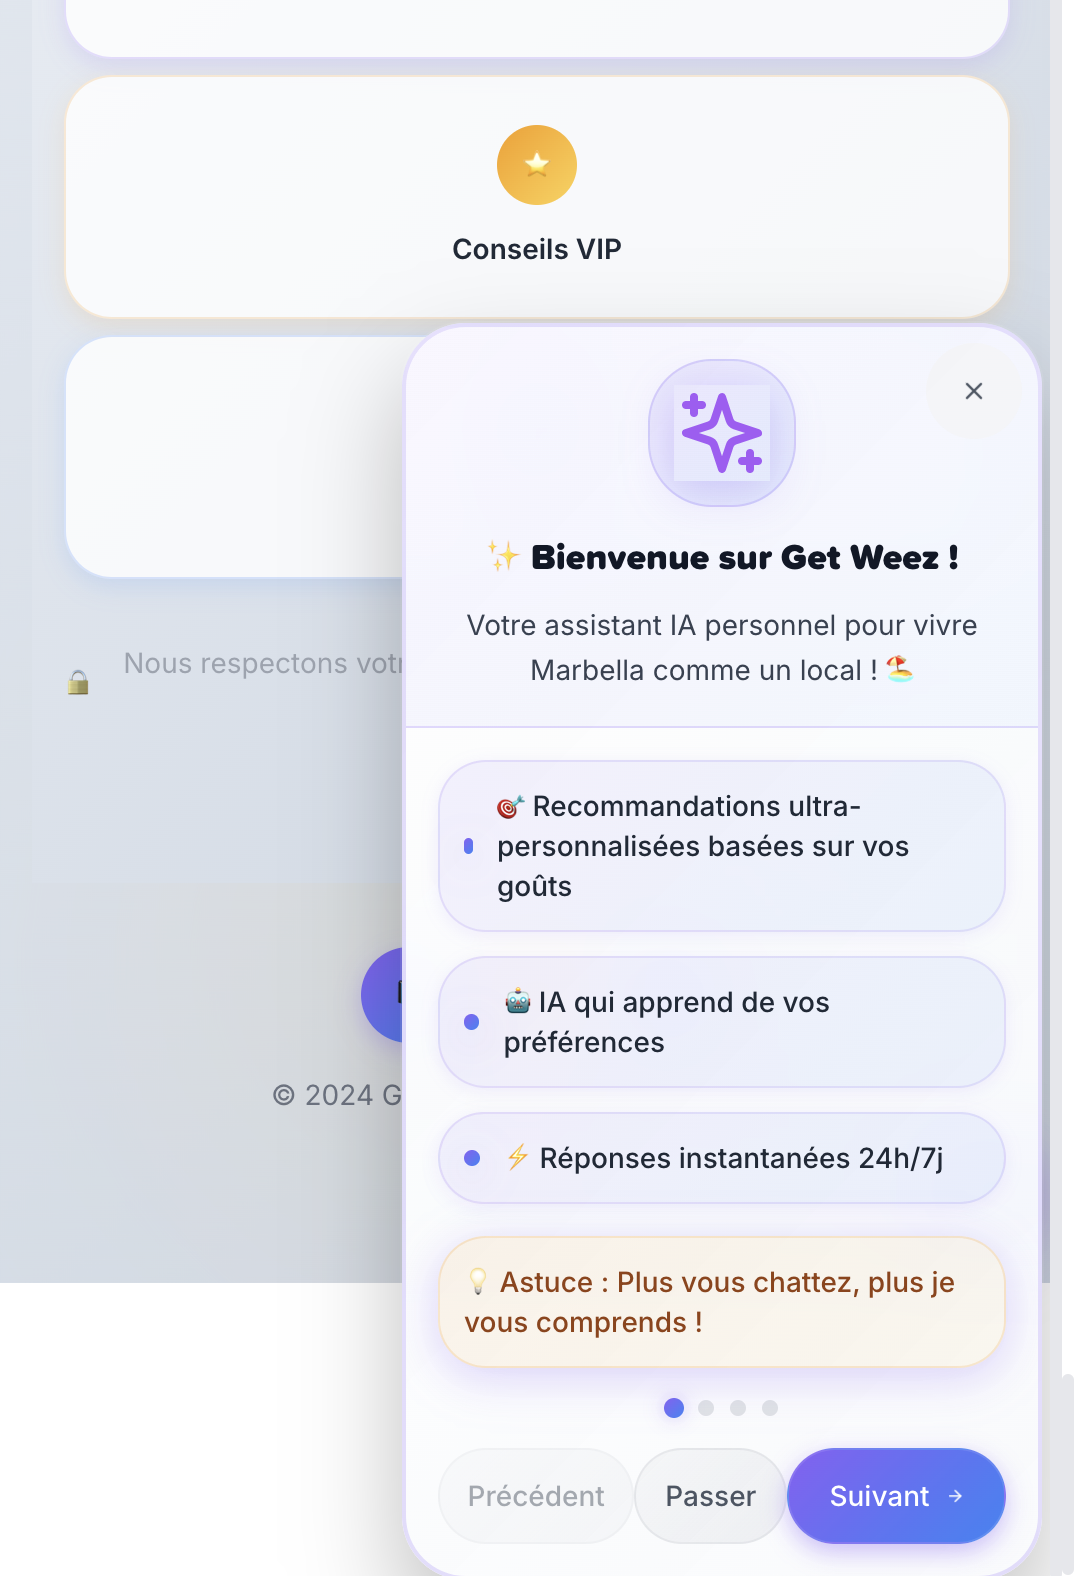 Conseils VIP
✨ Bienvenue sur Get Weez !
Votre assistant IA personnel pour vivre
Marbella comme un local ! 🏖️
🔒 Nous respectons
🎯 Recommandations ultra-
personnalisées basées sur vos
goûts
🤖 IA qui apprend de vos
préférences
© 2024
⚡ Réponses instantanées 24h/7j
💡 Astuce : Plus vous chattez, plus je
vous comprends !
Précédent
Passer
Suivant →